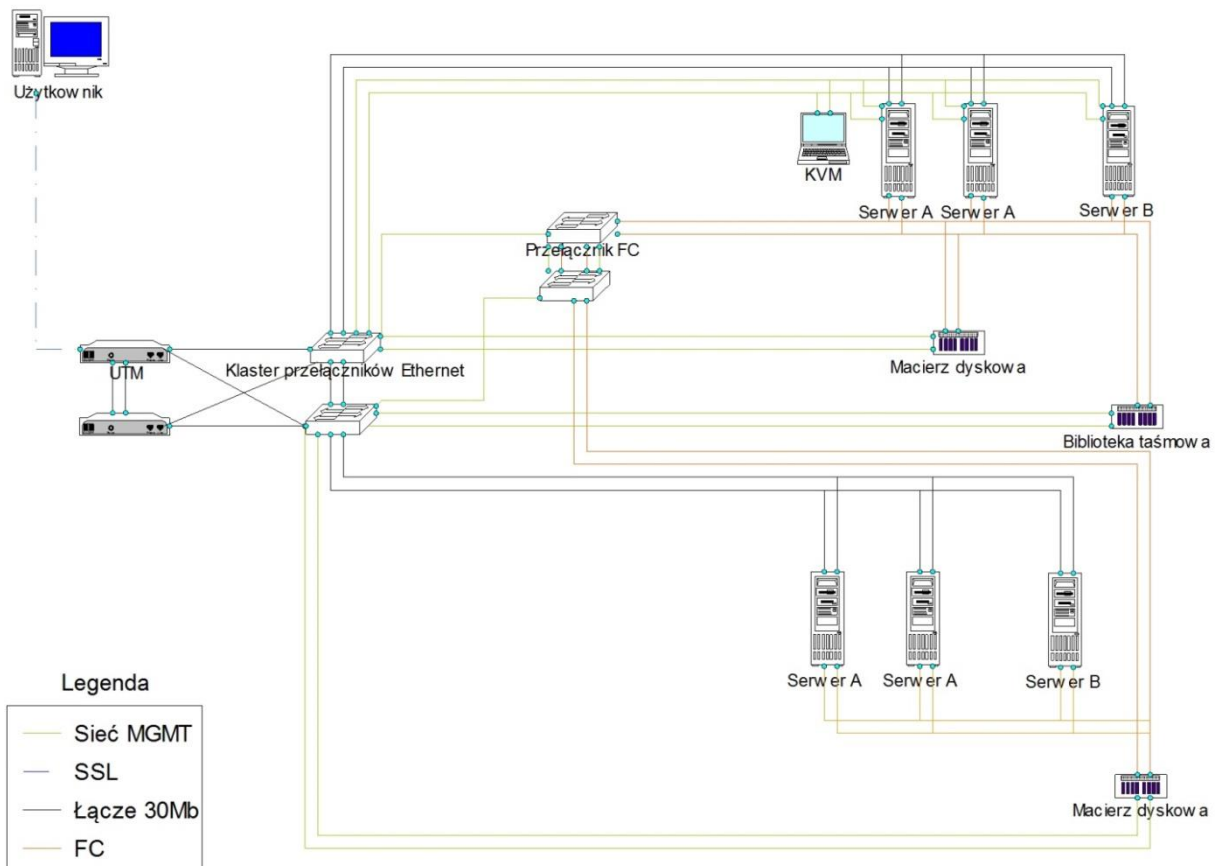 Użytkownik
KVM
Serwer A
Serwer A
Serwer B
Przełącznik FC
UTM
Klaster przełączników Ethernet
Macierz dyskowa
Biblioteka taśmowa
Serwer A
Serwer A
Serwer B
Macierz dyskowa
Legenda
Sieć MGMT
SSL
Łącze 30Mb
FC